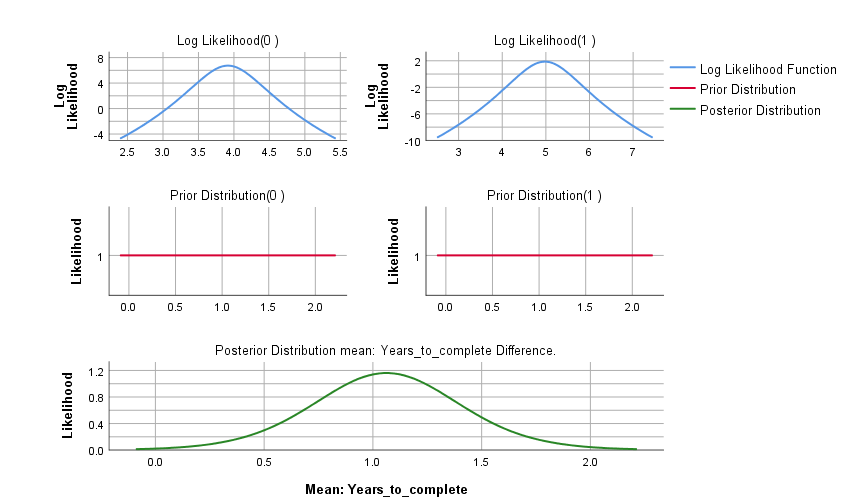 Log Likelihood(0 )
Log Likelihood
8
4
0
-4
2.5 3.0 3.5 4.0 4.5 5.0 5.5
Log Likelihood(1 )
Log Likelihood
2
-2
-6
-10
3 4 5 6 7
Log Likelihood Function
Prior Distribution
Posterior Distribution
Prior Distribution(0 )
Likelihood
1
0.0 0.5 1.0 1.5 2.0
Prior Distribution(1 )
Likelihood
1
0.0 0.5 1.0 1.5 2.0
Posterior Distribution mean: Years_to_complete Difference.
Likelihood
1.2
0.8
0.4
0.0
0.0 0.5 1.0 1.5 2.0
Mean: Years_to_complete